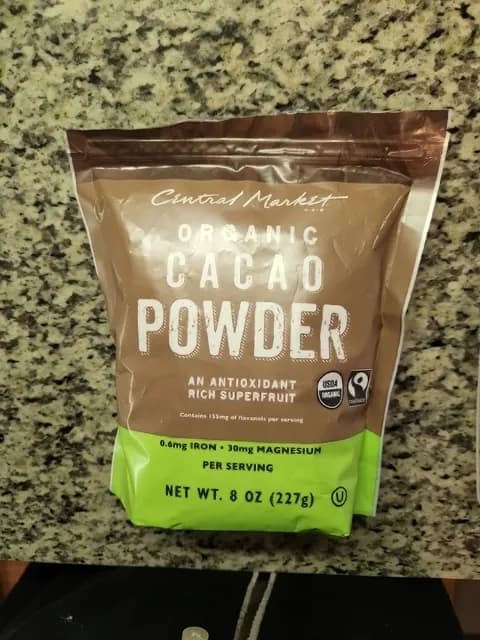 Central Market
ORGANIC
CACAO
POWDER
AN ANTIOXIDANT
RICH SUPERFRUIT
USDA
ORGANIC
Contains 155mg of flavanols per serving
0.6mg IRON • 30mg MAGNESIUM
PER SERVING
NET WT. 8 OZ (227g)
U